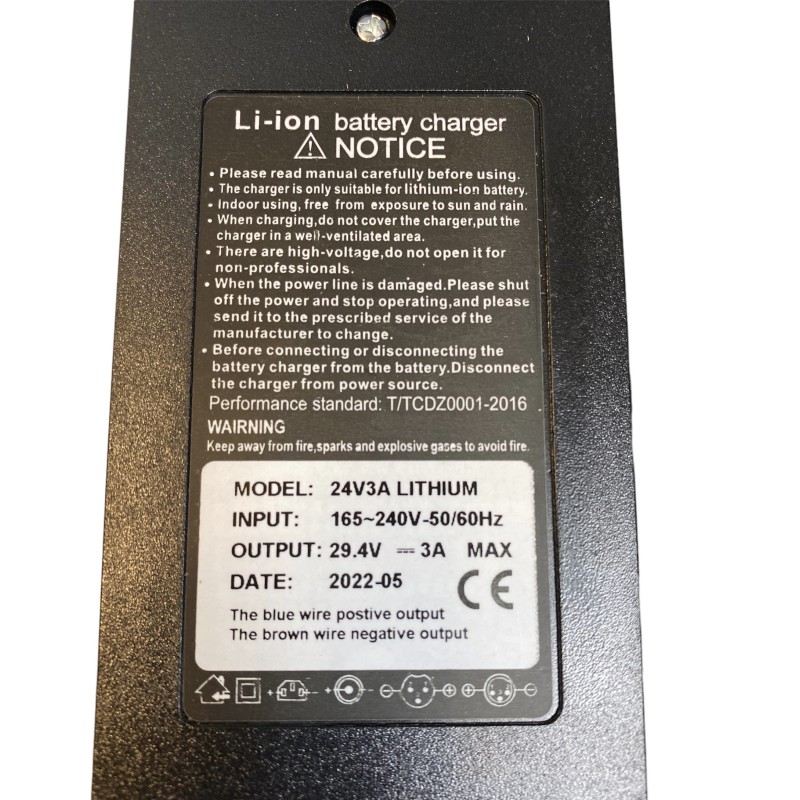 Li-ion battery charger
⚠ NOTICE
• Please read manual carefully before using.
• The charger is only suitable for lithium-ion battery.
• Indoor using, free from exposure to sun and rain.
• When charging,do not cover the charger,put the
charger in a well-ventilated area.
• There are high-voltage,do not open it for
non-professionals.
• When the power line is damaged.Please shut
off the power and stop operating,and please
send it to the prescribed service of the
manufacturer to change.
• Before connecting or disconnecting the
battery charger from the battery.Disconnect
the charger from power source.
Performance standard: T/TCDZ0001-2016 .
WAIRNING
Keep away from fire,sparks and explosive gases to avoid fire.
MODEL: 24V3A LITHIUM
INPUT: 165~240V-50/60Hz
OUTPUT: 29.4V ⎓ 3A MAX
DATE: 2022-05
CE
The blue wire postive output
The brown wire negative output